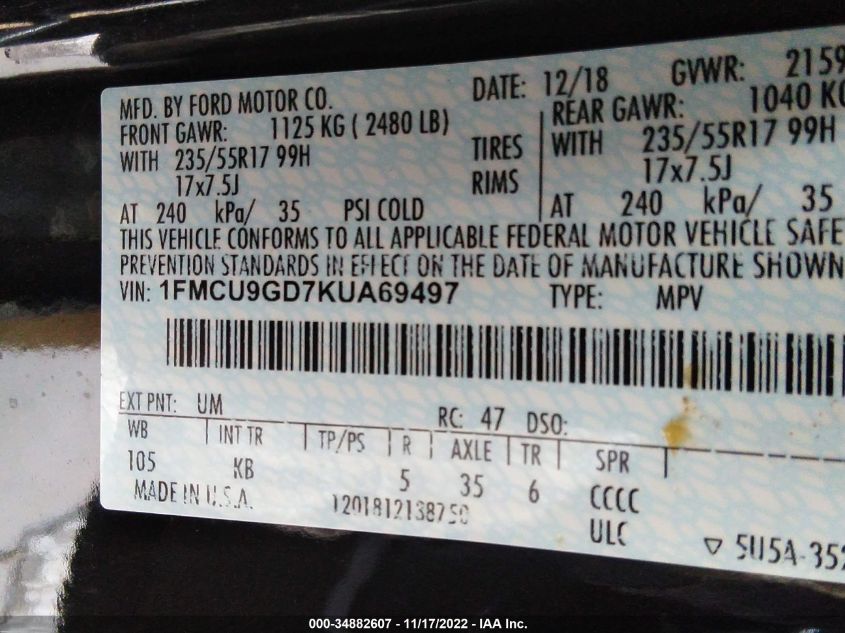 MFD. BY FORD MOTOR CO. DATE: 12/18 GVWR: 2159
FRONT GAWR: 1125 KG ( 2480 LB) REAR GAWR: 1040 KG
WITH 235/55R17 99H TIRES WITH 235/55R17 99H
17x7.5J RIMS 17x7.5J
AT 240 kPa/ 35 PSI COLD AT 240 kPa/ 35
THIS VEHICLE CONFORMS TO ALL APPLICABLE FEDERAL MOTOR VEHICLE SAFE
PREVENTION STANDARDS IN EFFECT ON THE DATE OF MANUFACTURE SHOWN
VIN: 1FMCU9GD7KUA69497 TYPE: MPV
EXT PNT: UM RC: 47 DSO:
WB INT TR TP/PS R AXLE TR SPR
105 KB 5 35 6 CCCC
MADE IN U.S.A. ULC
000-34882607 - 11/17/2022 - IAA Inc.